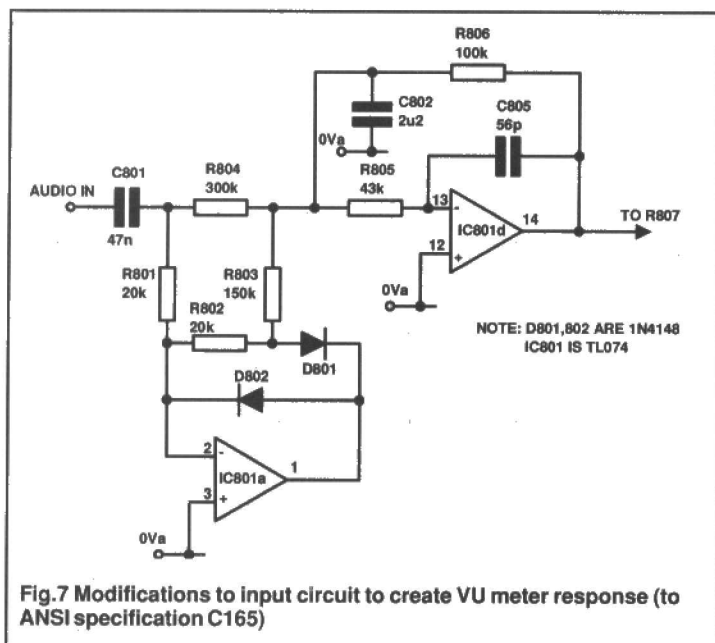 R806
100k
C802
2u2
C805
56p
0Va
C801
R804
300k
R805
43k
AUDIO IN
47n
13
-
IC801d
14
TO R807
12
+
R801
20k
R803
150k
R802
20k
0Va
NOTE: D801,802 ARE 1N4148
IC801 IS TL074
D801
D802
2
-
IC801a
1
3
+
0Va
Fig.7 Modifications to input circuit to create VU meter response (to
ANSI specification C165)